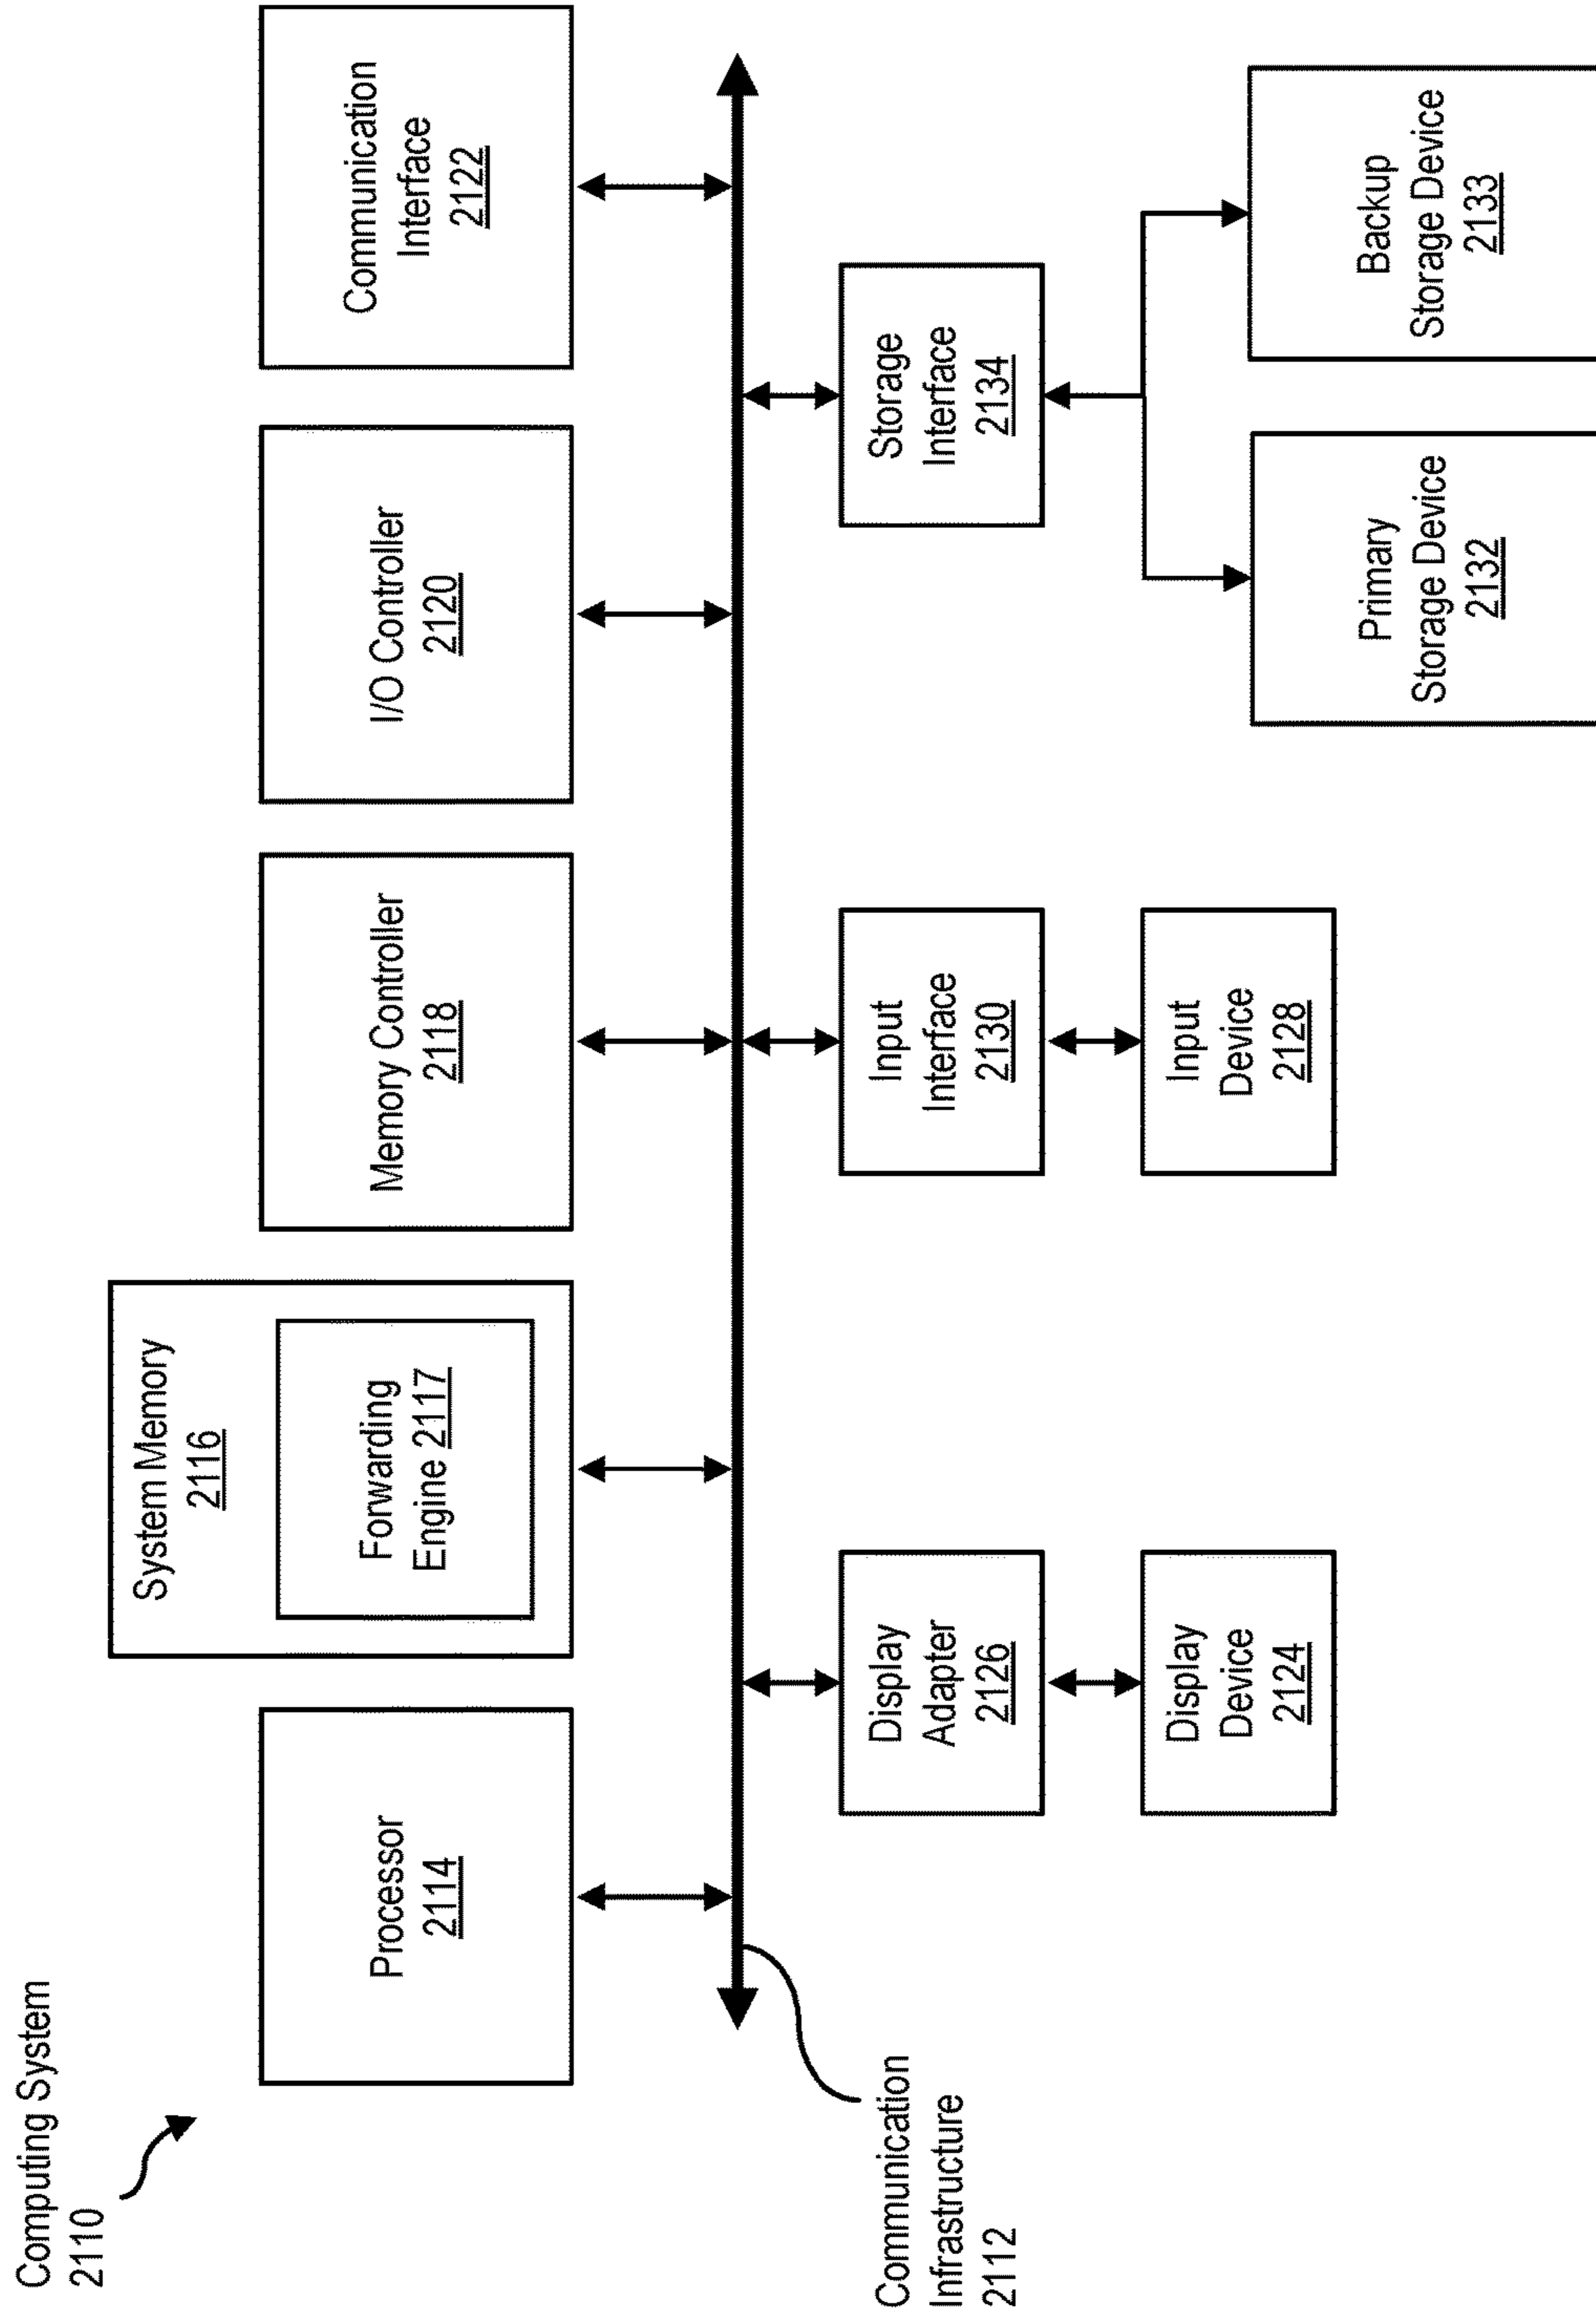 Computing System
2110
Processor
2114
System Memory
2116
Forwarding
Engine 2117
Memory Controller
2118
I/O Controller
2120
Communication
Interface
2122
Communication
Infrastructure
2112
Display
Adapter
2126
Input
Interface
2130
Storage
Interface
2134
Display
Device
2124
Input
Device
2128
Primary
Storage Device
2132
Backup
Storage Device
2133